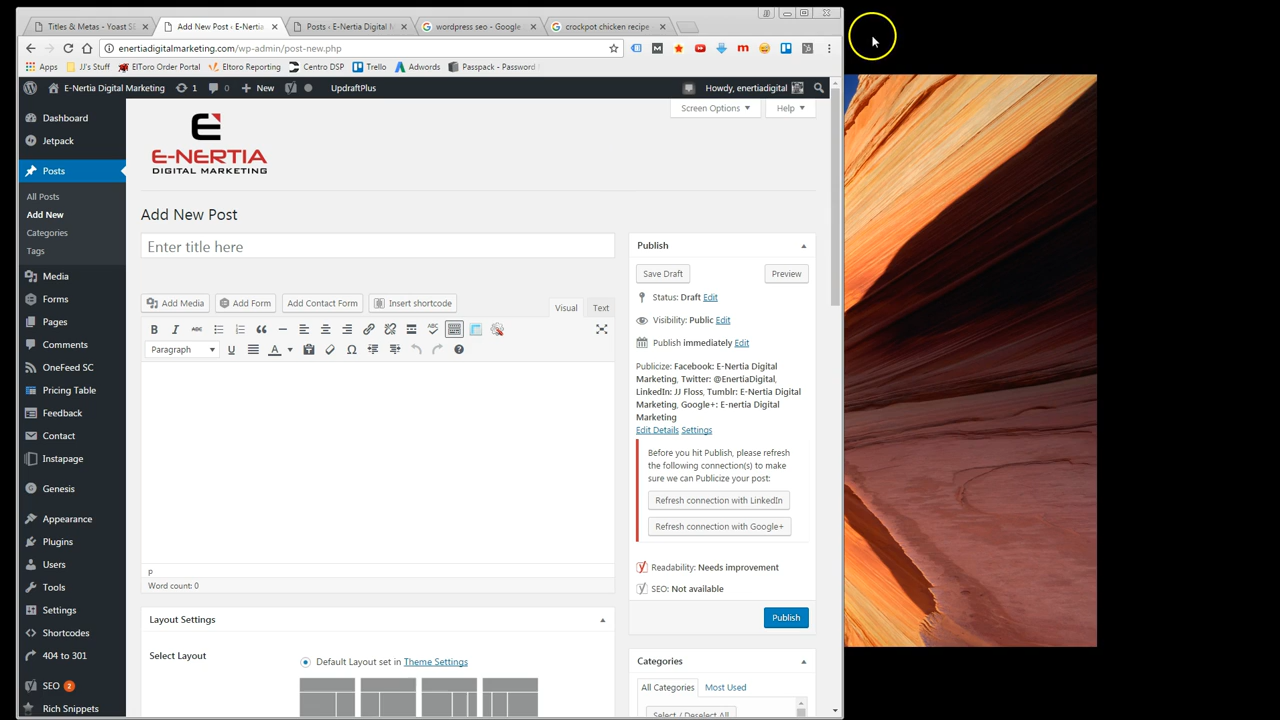 Titles & Metas - Yoast SE
Add New Post ‹ E-Nertia
Posts ‹ E-Nertia Digital M
wordpress seo - Google
crockpot chicken recipe
enertiadigitalmarketing.com/wp-admin/post-new.php
Apps
JJ's Stuff
ElToro Order Portal
Eltoro Reporting
Centro DSP
Trello
Adwords
Passpack - Password
E-Nertia Digital Marketing
1
0
New
UpdraftPlus
Howdy, enertiadigital
Dashboard
Jetpack
Posts
All Posts
Add New
Categories
Tags
Media
Forms
Pages
Comments
OneFeed SC
Pricing Table
Feedback
Contact
Instapage
Genesis
Appearance
Plugins
Users
Tools
Settings
Shortcodes
404 to 301
SEO 2
Rich Snippets
Screen Options
Help
E-NERTIA
DIGITAL MARKETING
Add New Post
Enter title here
Add Media
Add Form
Add Contact Form
Insert shortcode
Visual
Text
Paragraph
p
Word count: 0
Layout Settings
Select Layout
Default Layout set in Theme Settings
Publish
Save Draft
Preview
Status: Draft Edit
Visibility: Public Edit
Publish immediately Edit
Publicize: Facebook: E-Nertia Digital
Marketing, Twitter: @EnertiaDigital,
LinkedIn: JJ Floss, Tumblr: E-Nertia Digital
Marketing, Google+: E-nertia Digital
Marketing
Edit Details Settings
Before you hit Publish, please refresh
the following connection(s) to make
sure we can Publicize your post:
Refresh connection with LinkedIn
Refresh connection with Google+
Readability: Needs improvement
SEO: Not available
Publish
Categories
All Categories
Most Used
Select / Deselect All